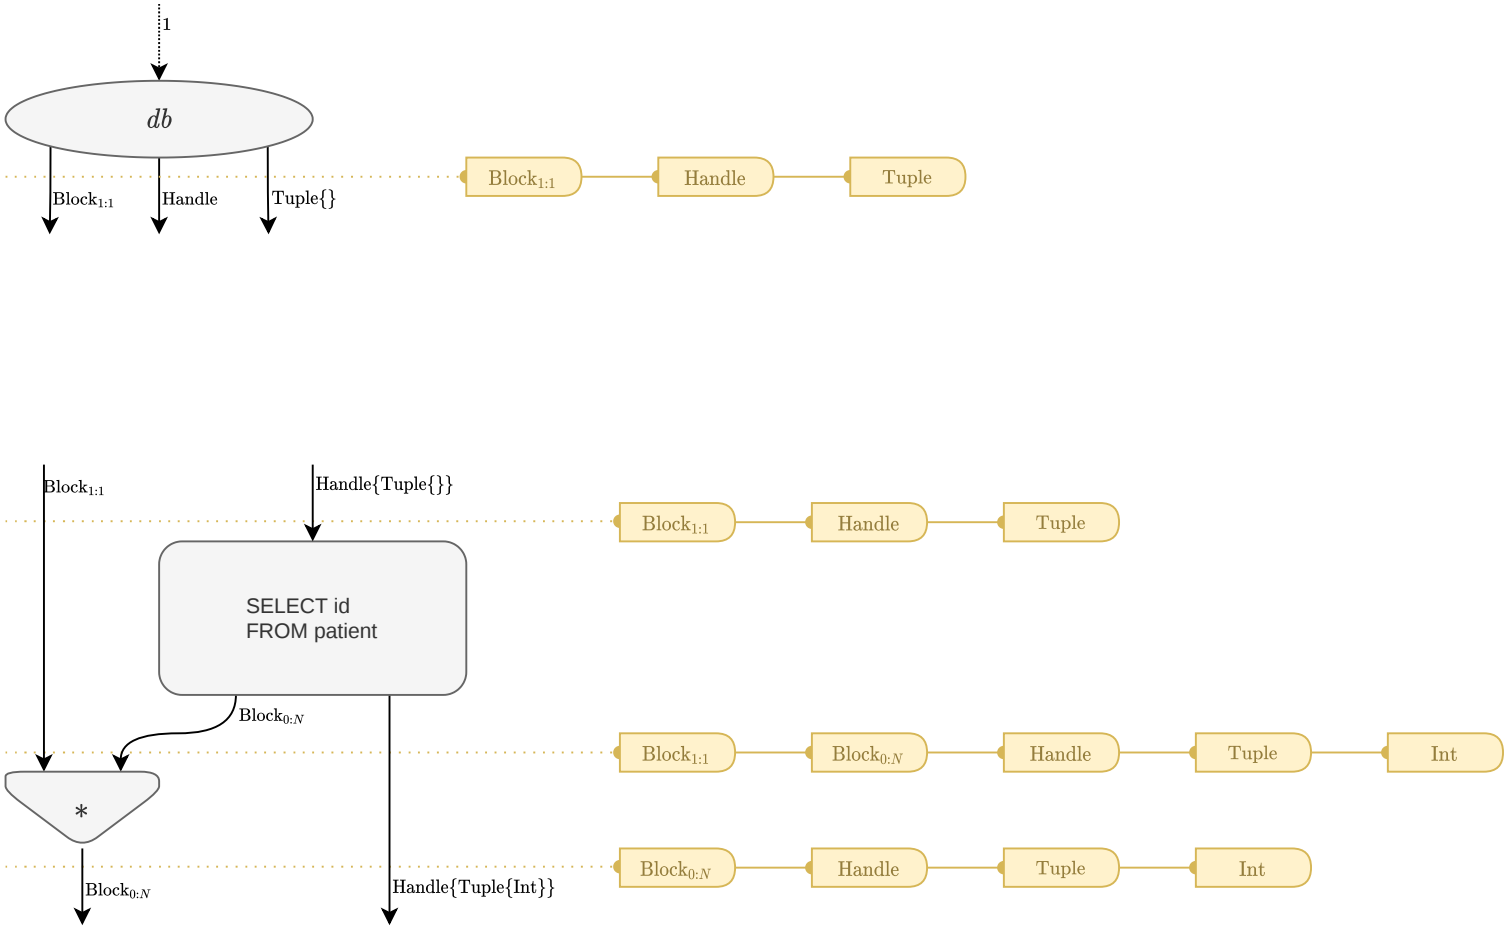 1
db
Block1:1 Handle Tuple
Block1:1 Handle Tuple{}
Block1:1 Handle{Tuple{}}
Block1:1 Handle Tuple
SELECT id
FROM patient
Block0:N
Block1:1 Block0:N Handle Tuple Int
*
Block0:N Handle Tuple Int
Block0:N Handle{Tuple{Int}}